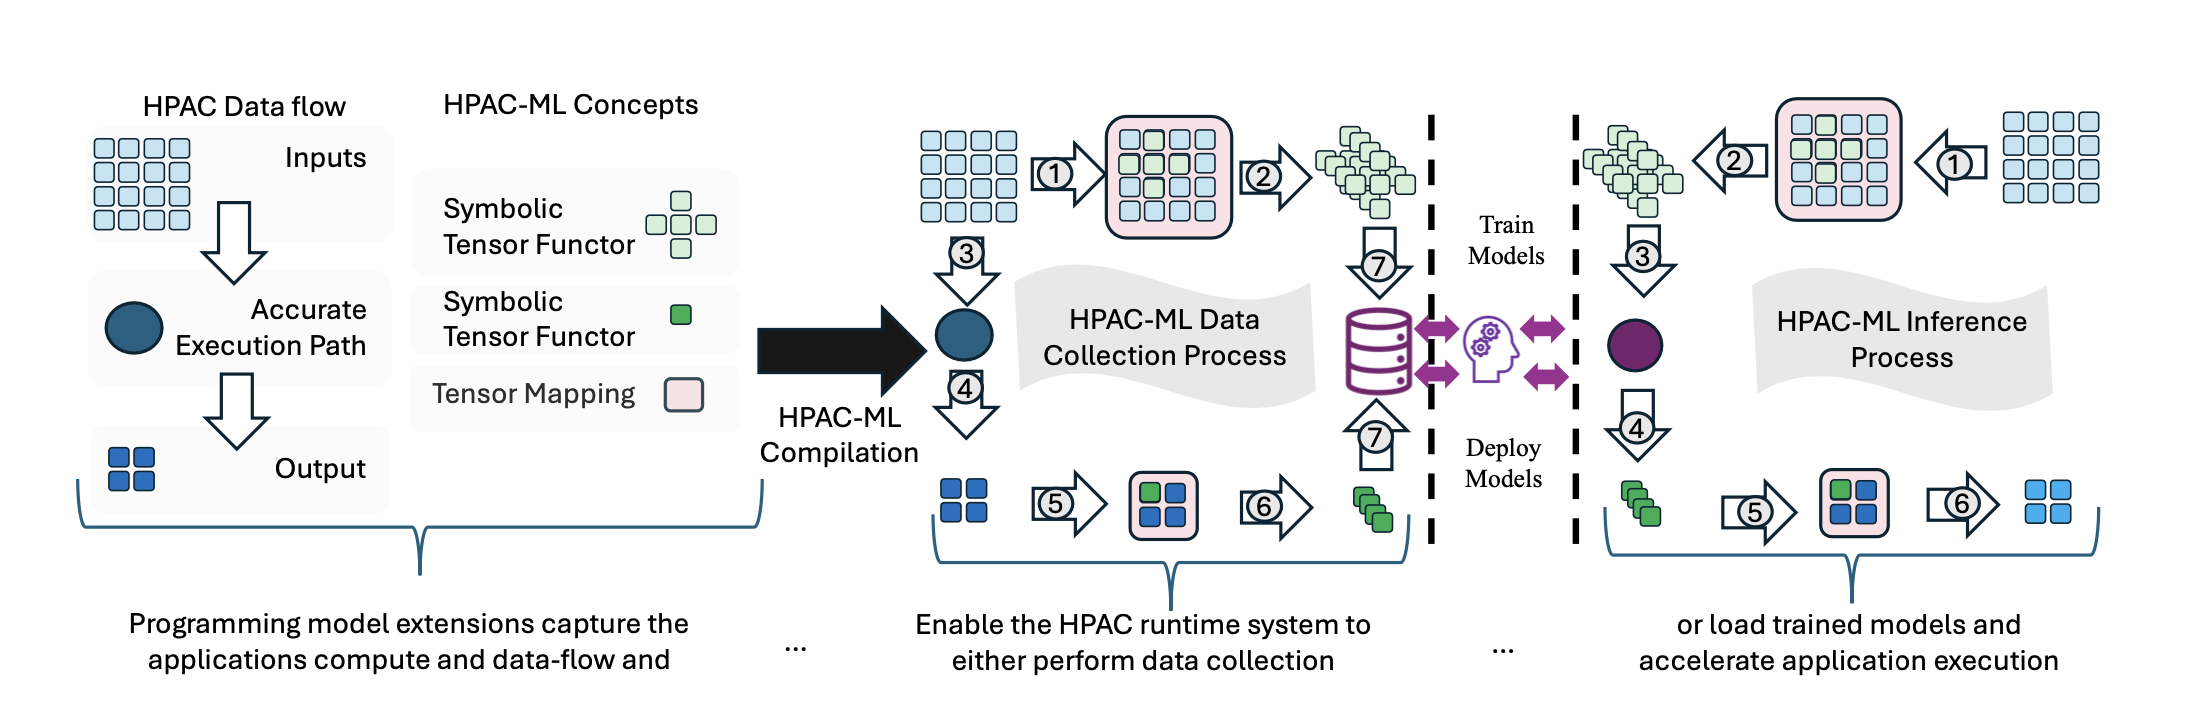 HPAC Data flow
Inputs
Accurate
Execution Path
Output
HPAC-ML Concepts
Symbolic
Tensor Functor
Symbolic
Tensor Functor
Tensor Mapping
HPAC-ML
Compilation
1
2
3
4
5
6
7
7
HPAC-ML Data
Collection Process
Train
Models
Deploy
Models
1
2
3
4
5
6
HPAC-ML Inference
Process
Programming model extensions capture the
applications compute and data-flow and
...
Enable the HPAC runtime system to
either perform data collection
...
or load trained models and
accelerate application execution